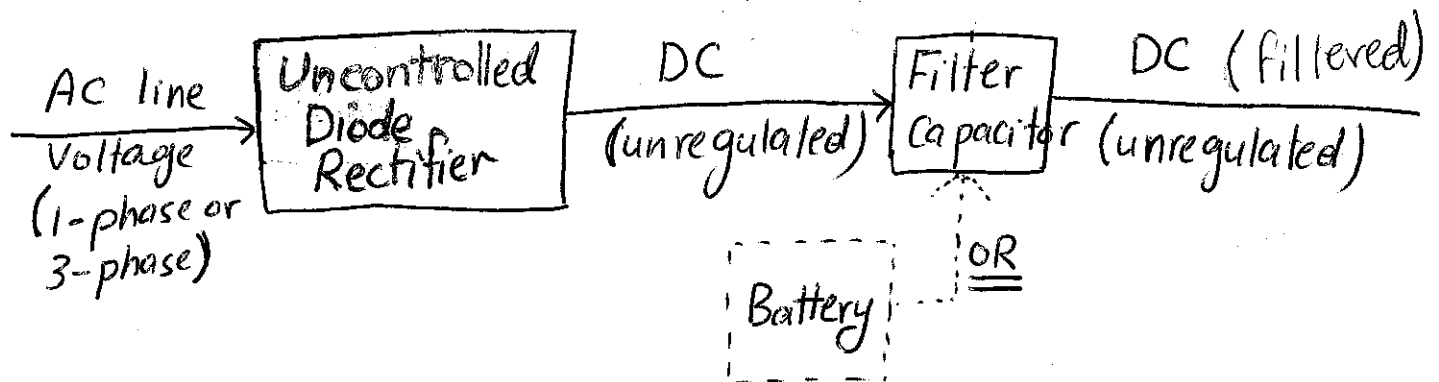 AC line
voltage
(1-phase or
3-phase)
Uncontrolled
Diode
Rectifier
DC
(unregulated)
Filter
Capacitor
DC (filtered)
(unregulated)
Battery
OR